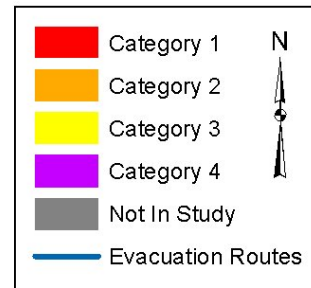 Category 1
N
Category 2
Category 3
Category 4
Not In Study
Evacuation Routes